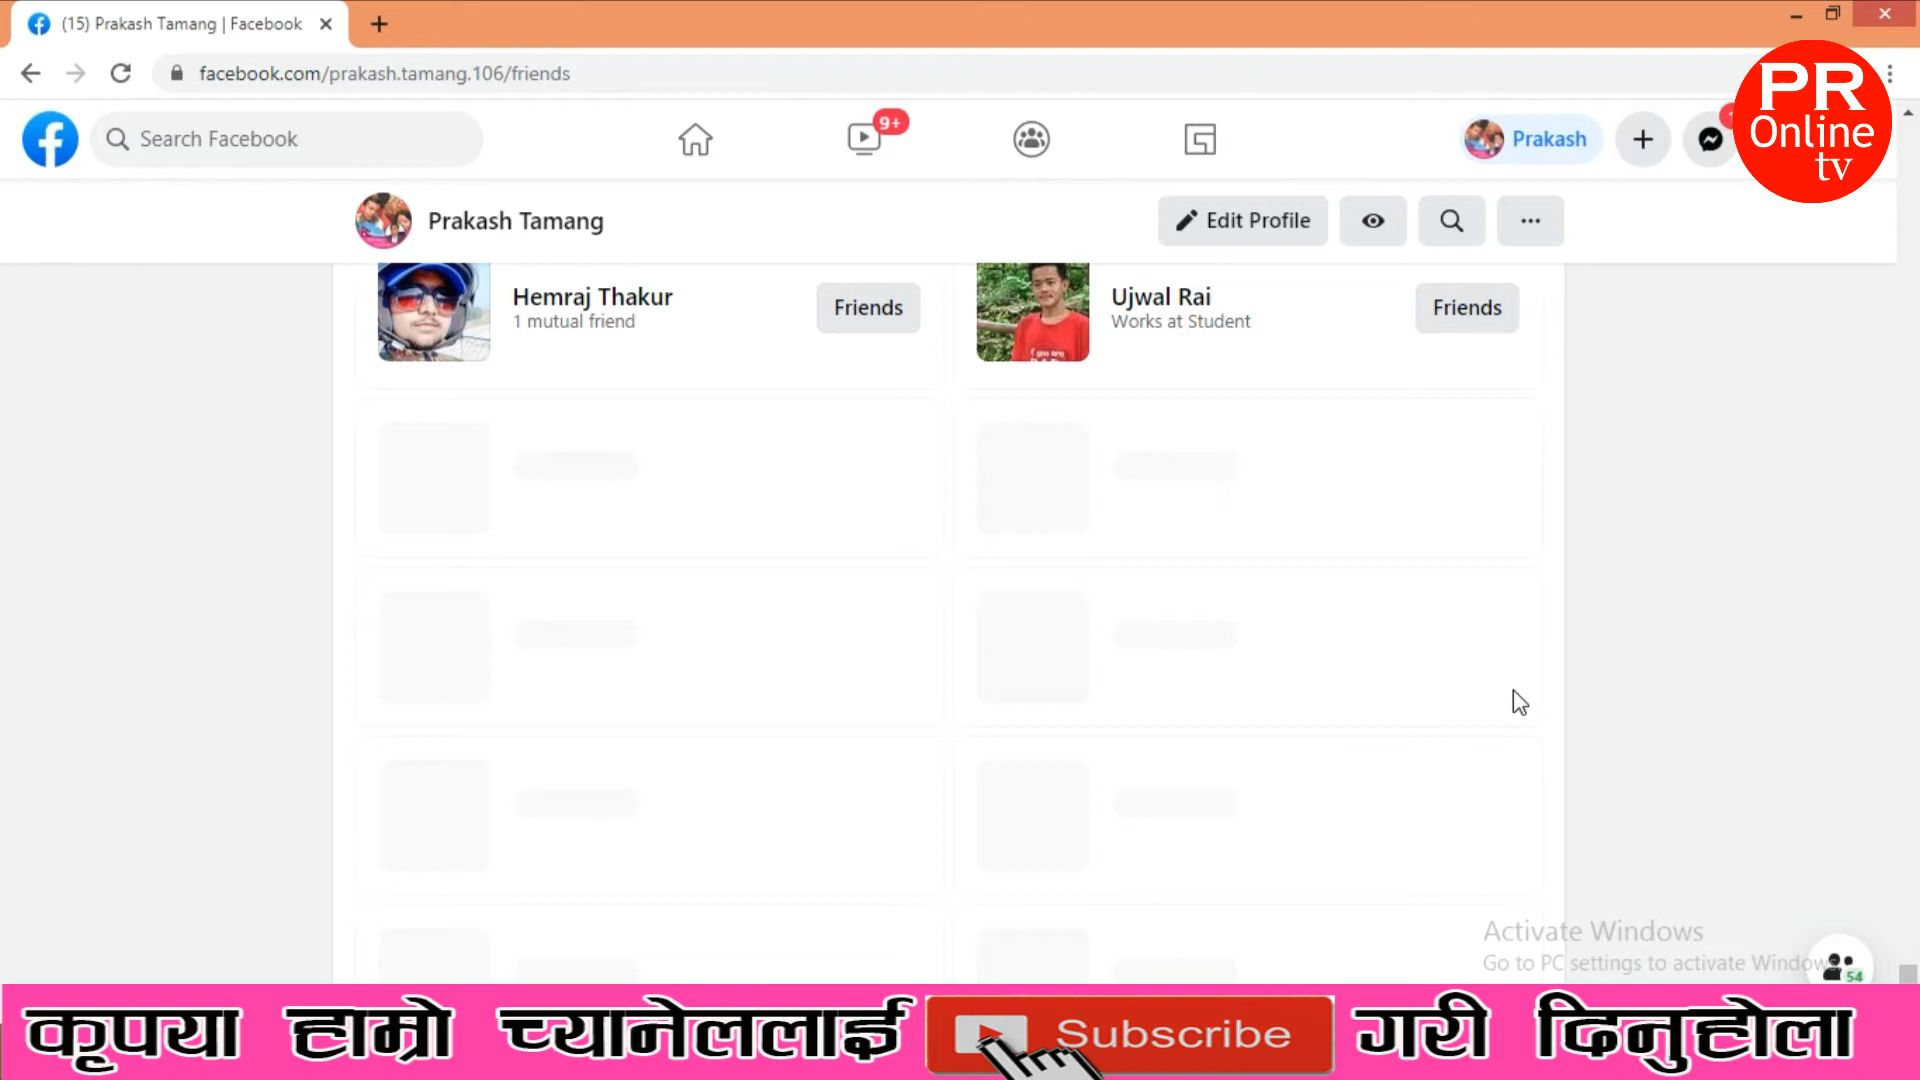 (15) Prakash Tamang | Facebook
facebook.com/prakash.tamang.106/friends
PR
Online
tv
Search Facebook
9+
Prakash
Prakash Tamang
Edit Profile
Hemraj Thakur
1 mutual friend
Friends
Ujwal Rai
Works at Student
Friends
Activate Windows
Go to PC settings to activate Windows
54
कृपया हाम्रो च्यानेललाई Subscribe गरी दिनुहोला